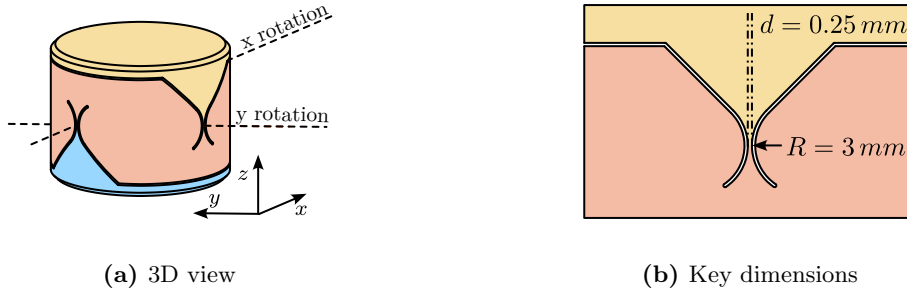 x rotation
y rotation
z
y
x
(a) 3D view
d = 0.25 mm
R = 3 mm
(b) Key dimensions